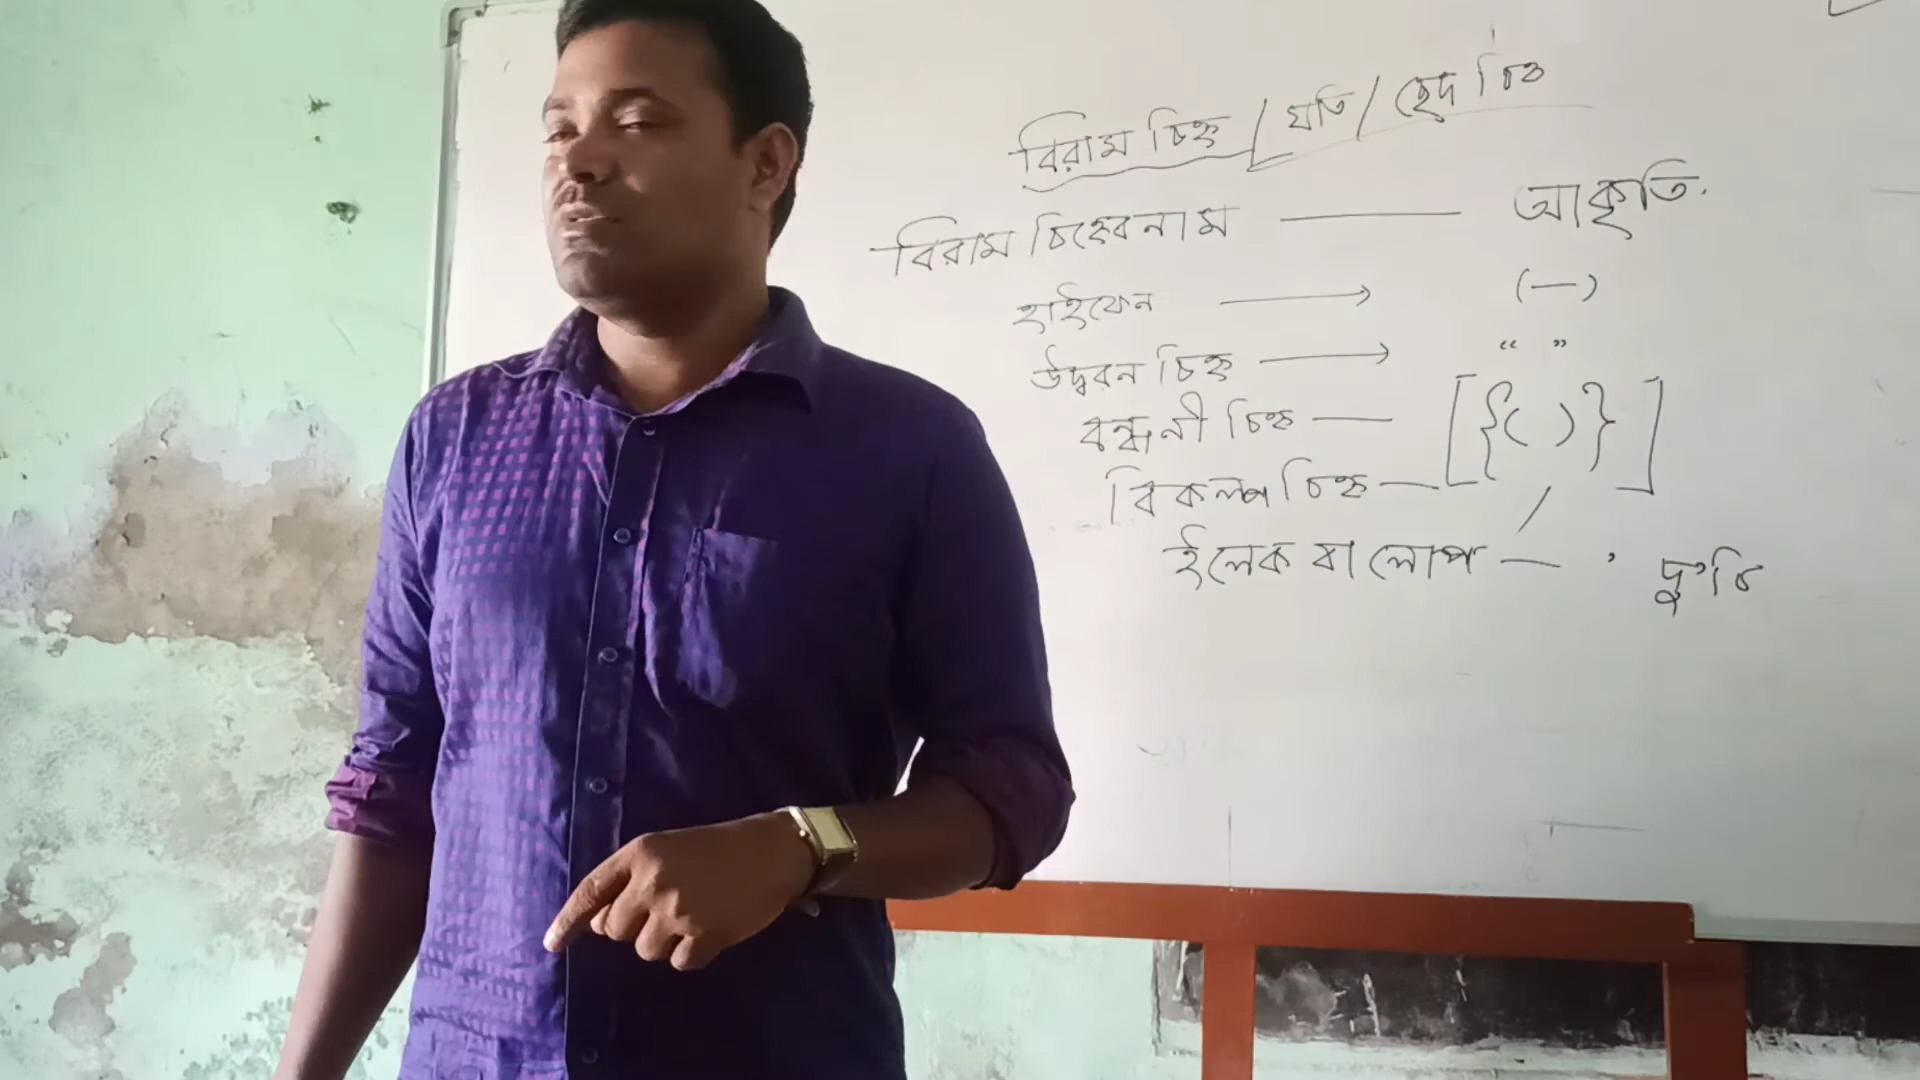 বিরাম চিহ্ন / যতি / ছেদ চিহ্ন
বিরাম চিহ্নের নাম — আকৃতি.
হাইফেন → (—)
উদ্ধরন চিহ্ন → “ ”
বন্ধনী চিহ্ন — [{( )}]
বিকল্প চিহ্ন — /
ইলেক বা লোপ — ’ দু’টি